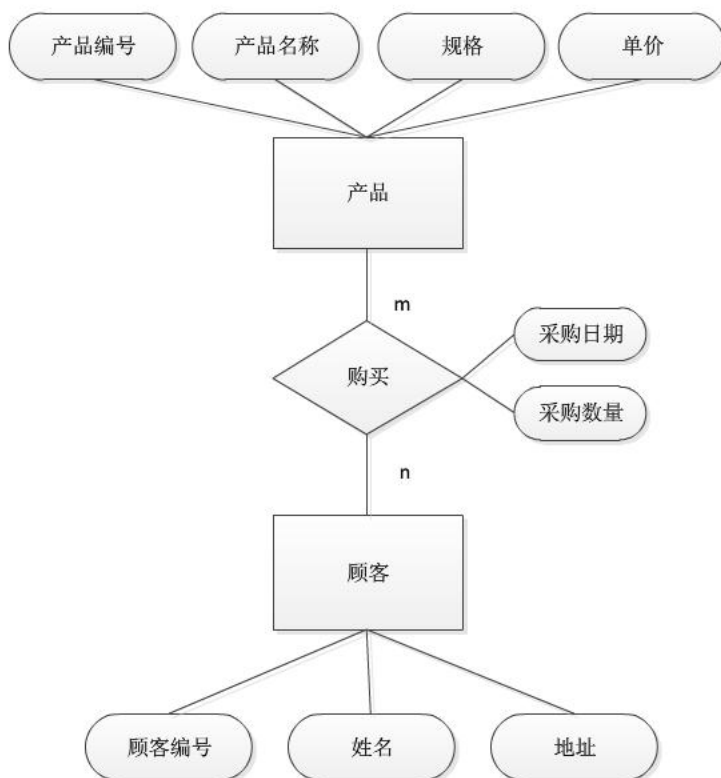 产品编号 产品名称 规格 单价
产品
m
采购日期
购买
采购数量
n
顾客
顾客编号 姓名 地址